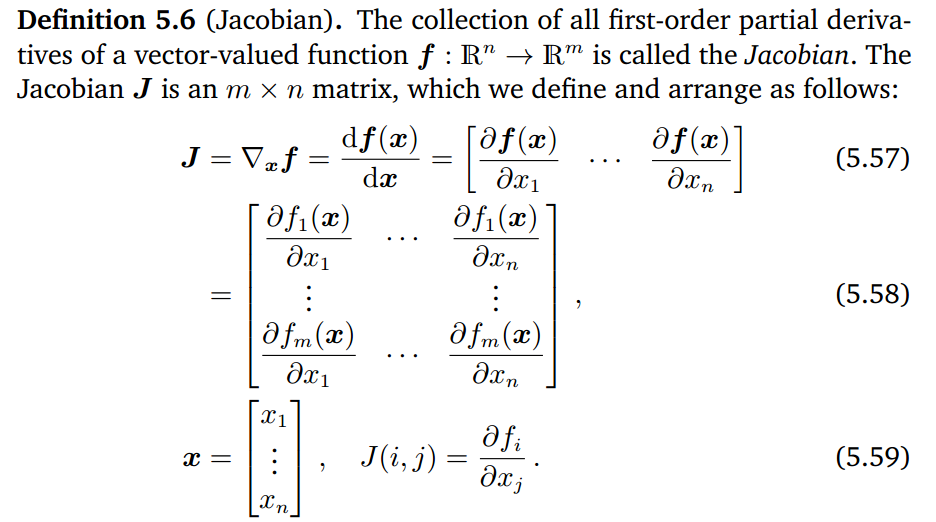 Definition 5.6 (Jacobian). The collection of all first-order partial deriva-
tives of a vector-valued function f : ℝⁿ → ℝᵐ is called the Jacobian. The
Jacobian J is an m × n matrix, which we define and arrange as follows:
J = ∇ₓf = df(x)/dx = [∂f(x)/∂x₁ ⋯ ∂f(x)/∂xₙ] (5.57)
= [∂f₁(x)/∂x₁ ⋯ ∂f₁(x)/∂xₙ ; ⋮ ⋮ ; ∂fₘ(x)/∂x₁ ⋯ ∂fₘ(x)/∂xₙ] , (5.58)
x = [x₁ ; ⋮ ; xₙ] , J(i, j) = ∂fᵢ/∂xⱼ . (5.59)